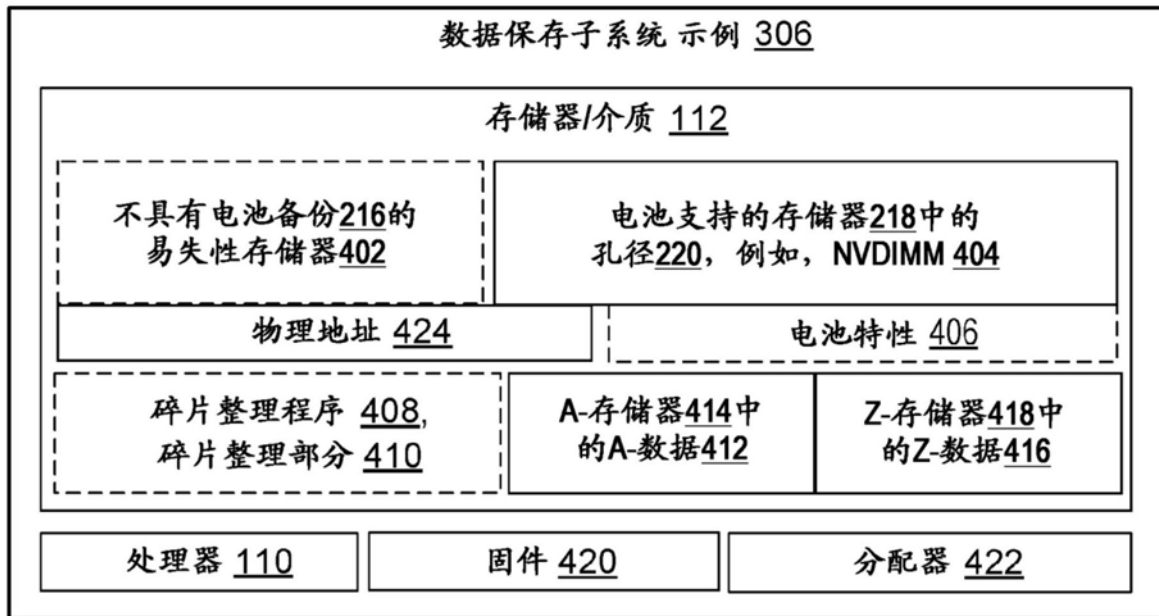 数据保存子系统 示例 306
存储器/介质 112
不具有电池备份216的
易失性存储器402
电池支持的存储器218中的
孔径220，例如，NVDIMM 404
物理地址 424
电池特性 406
碎片整理程序 408,
碎片整理部分 410
A-存储器414中
的A-数据412
Z-存储器418中
的Z-数据416
处理器 110
固件 420
分配器 422